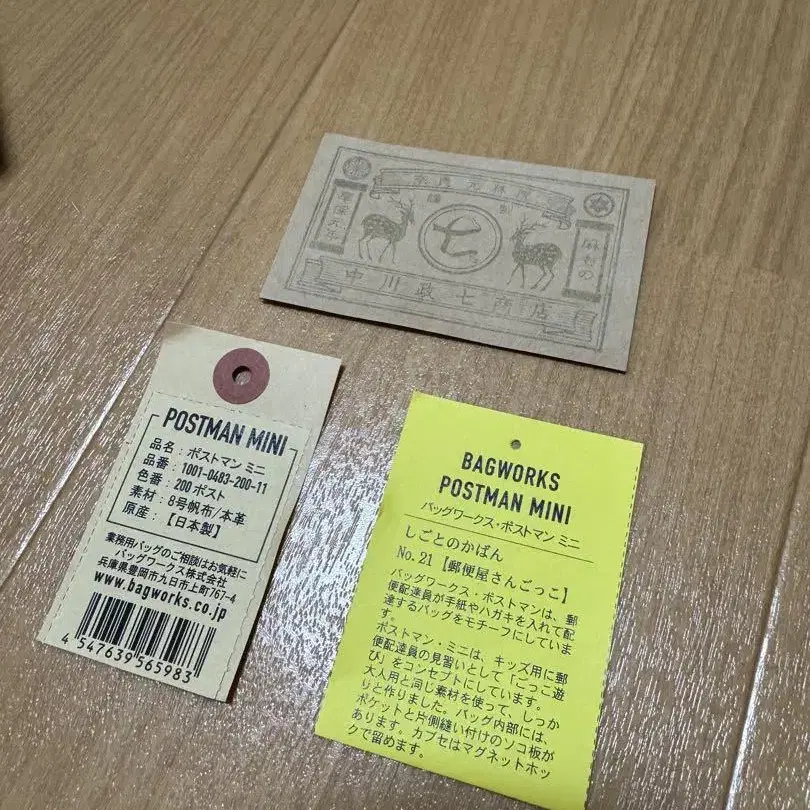 七
麻もの
中川政七商店
POSTMAN MINI
品名：ポストマン ミニ
品番：1001-0483-200-11
色番：200 ポスト
素材：8号帆布/本革
原産：【日本製】
業務用バッグのご相談はお気軽に
バッグワークス株式会社
兵庫県豊岡市九日市上町767-4
www.bagworks.co.jp
4 547639 565983
BAGWORKS
POSTMAN MINI
バッグワークス・ポストマン ミニ
しごとのかばん
No.21【郵便屋さんごっこ】
バッグワークス・ポストマンは、郵
便配達員が手紙やハガキを入れて配
達するバッグをモチーフにしていま
す。
ポストマン・ミニは、キッズ用に郵
便配達員の見習いとして「ごっこ遊
び」をコンセプトにしています。
大人用と同じ素材を使って、しっか
りと作りました。バッグ内部には、
ポケットと片側縫い付けのソコ板が
あります。カブセはマグネットホッ
クで留めます。